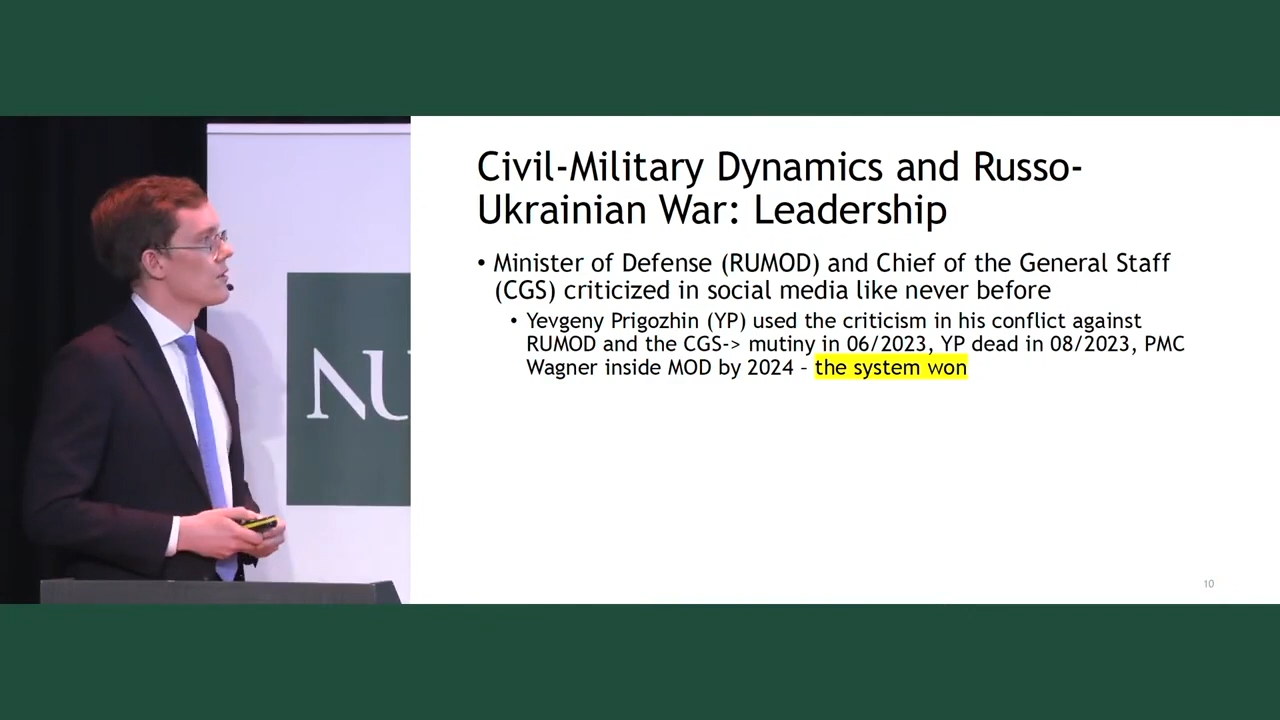 Civil-Military Dynamics and Russo-
Ukrainian War: Leadership
• Minister of Defense (RUMOD) and Chief of the General Staff
(CGS) criticized in social media like never before
• Yevgeny Prigozhin (YP) used the criticism in his conflict against
RUMOD and the CGS-> mutiny in 06/2023, YP dead in 08/2023, PMC
Wagner inside MOD by 2024 – the system won
NU
10